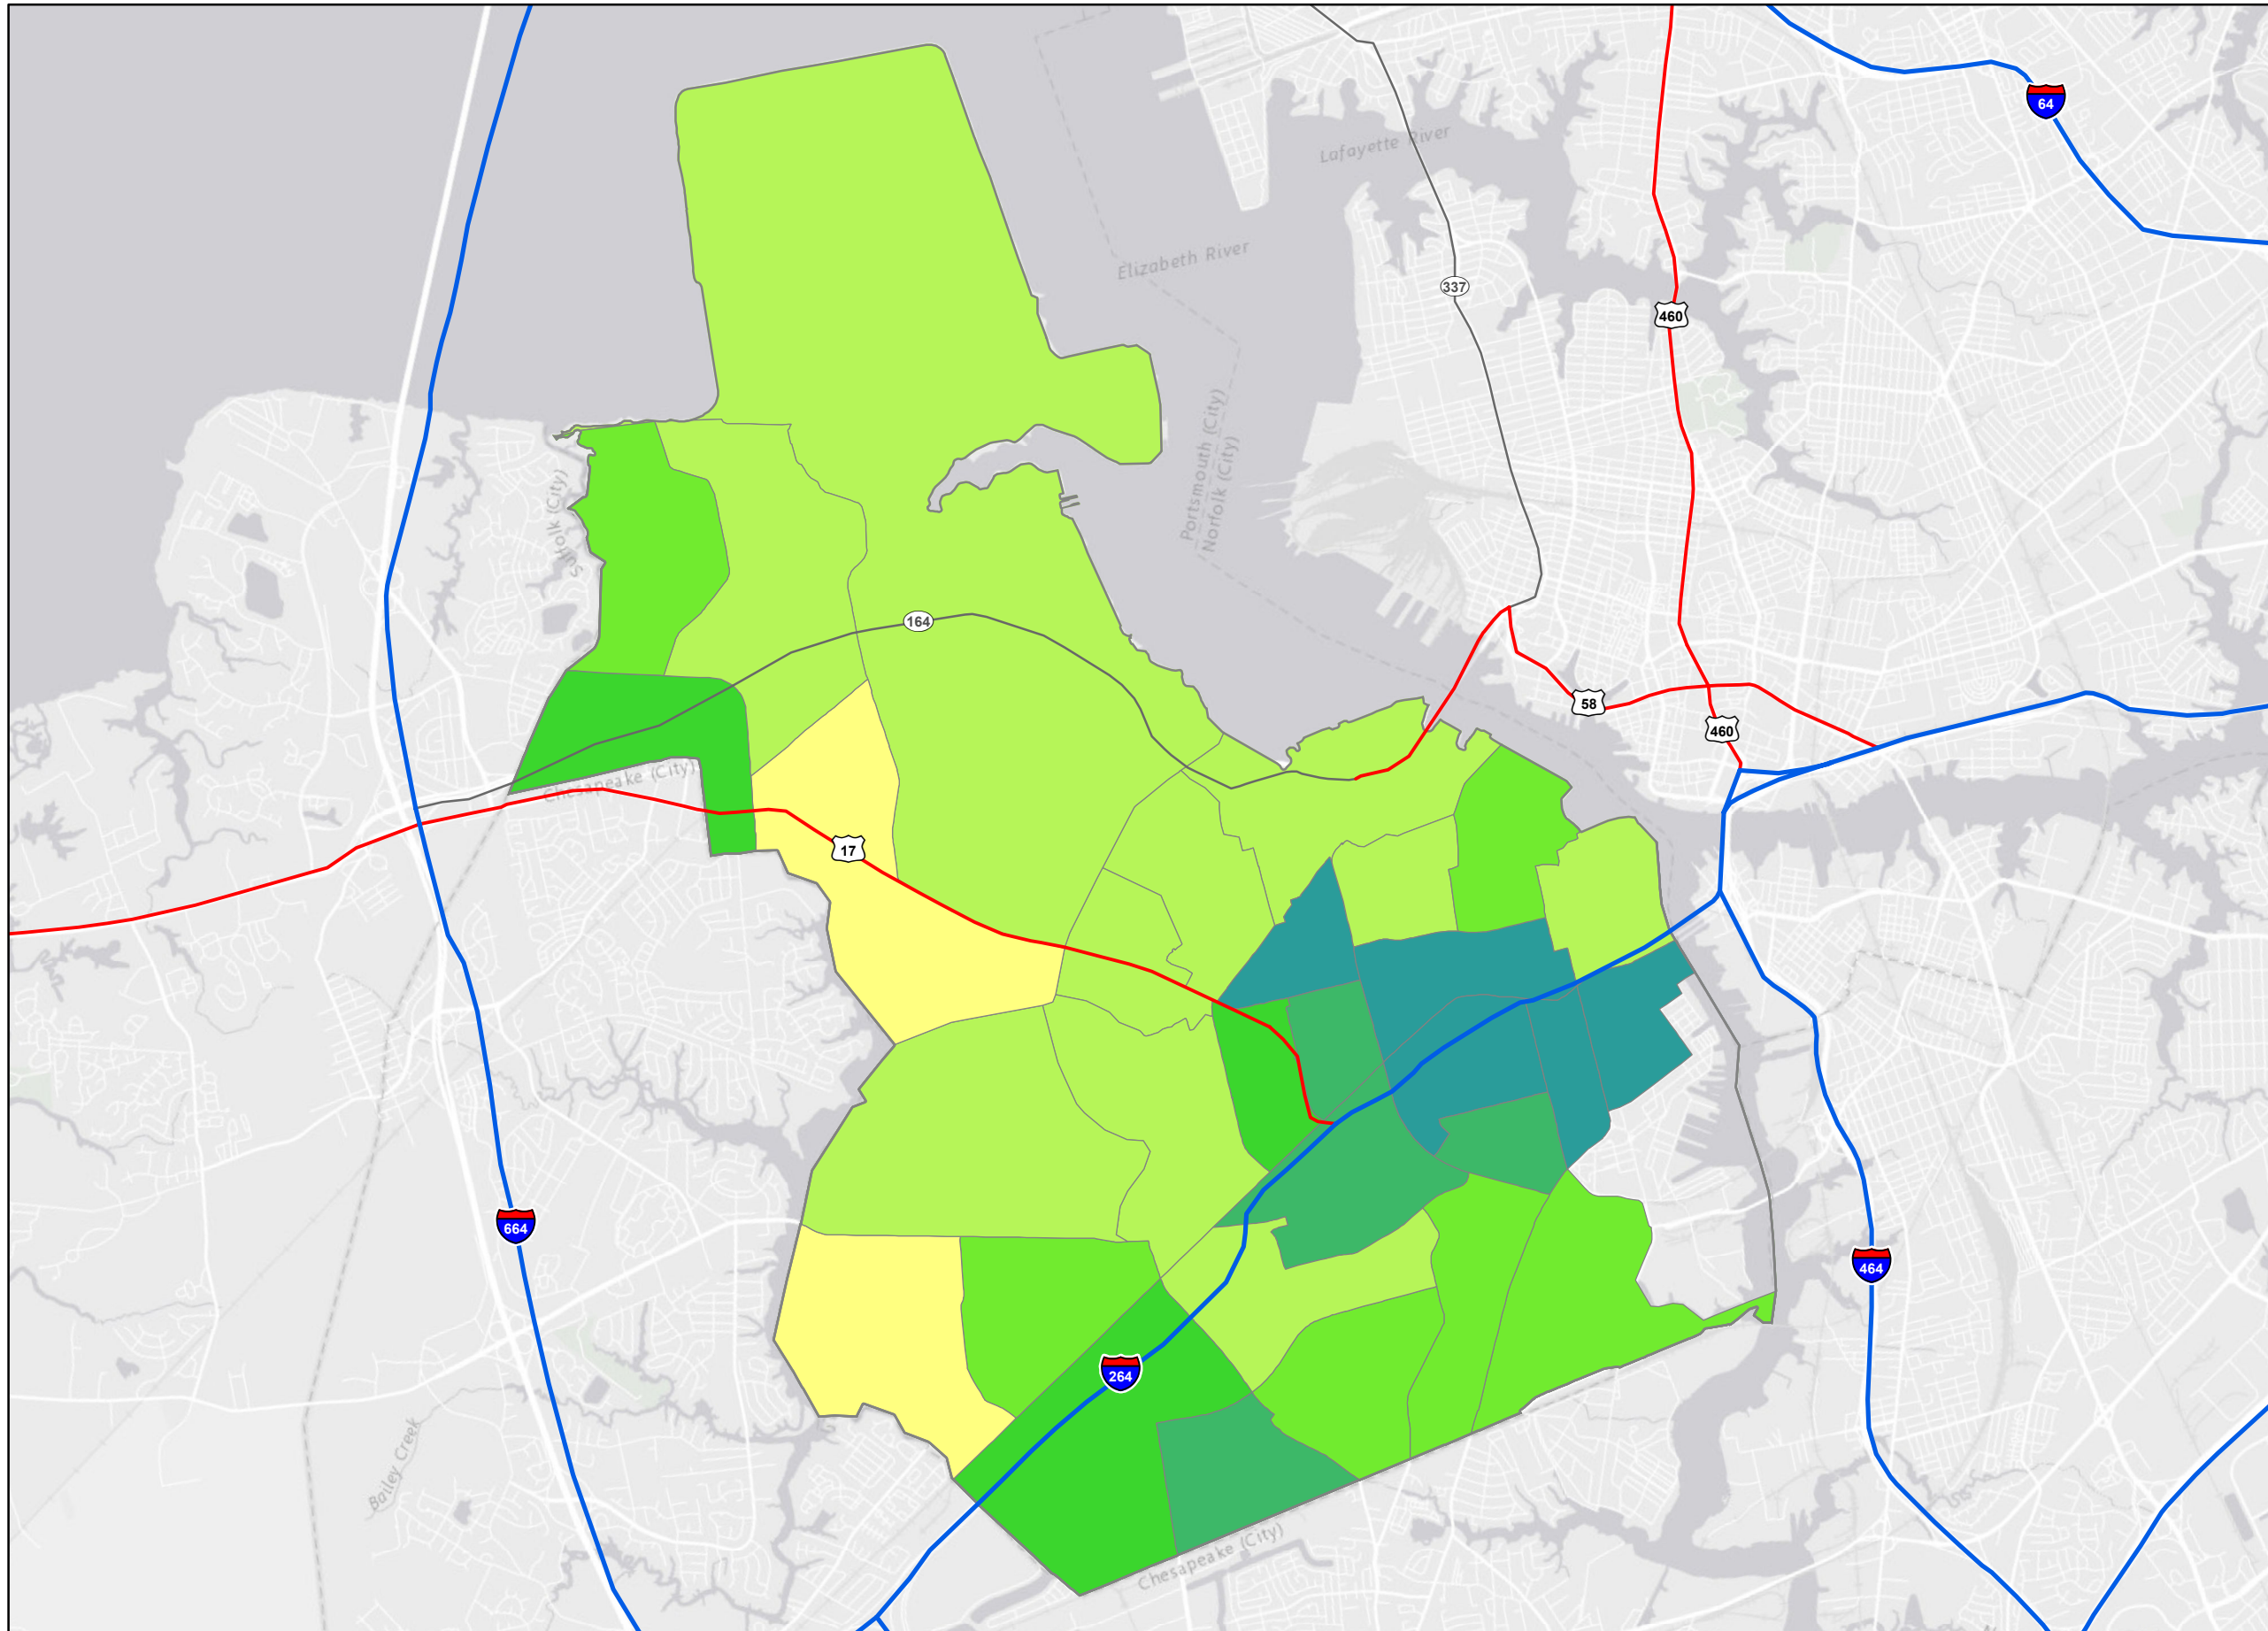 64
Lafayette River
Elizabeth River
337
460
Portsmouth (City)
Norfolk (City)
Suffolk (City)
164
58
460
Chesapeake (City)
17
664
464
264
Bailey Creek
Chesapeake (City)